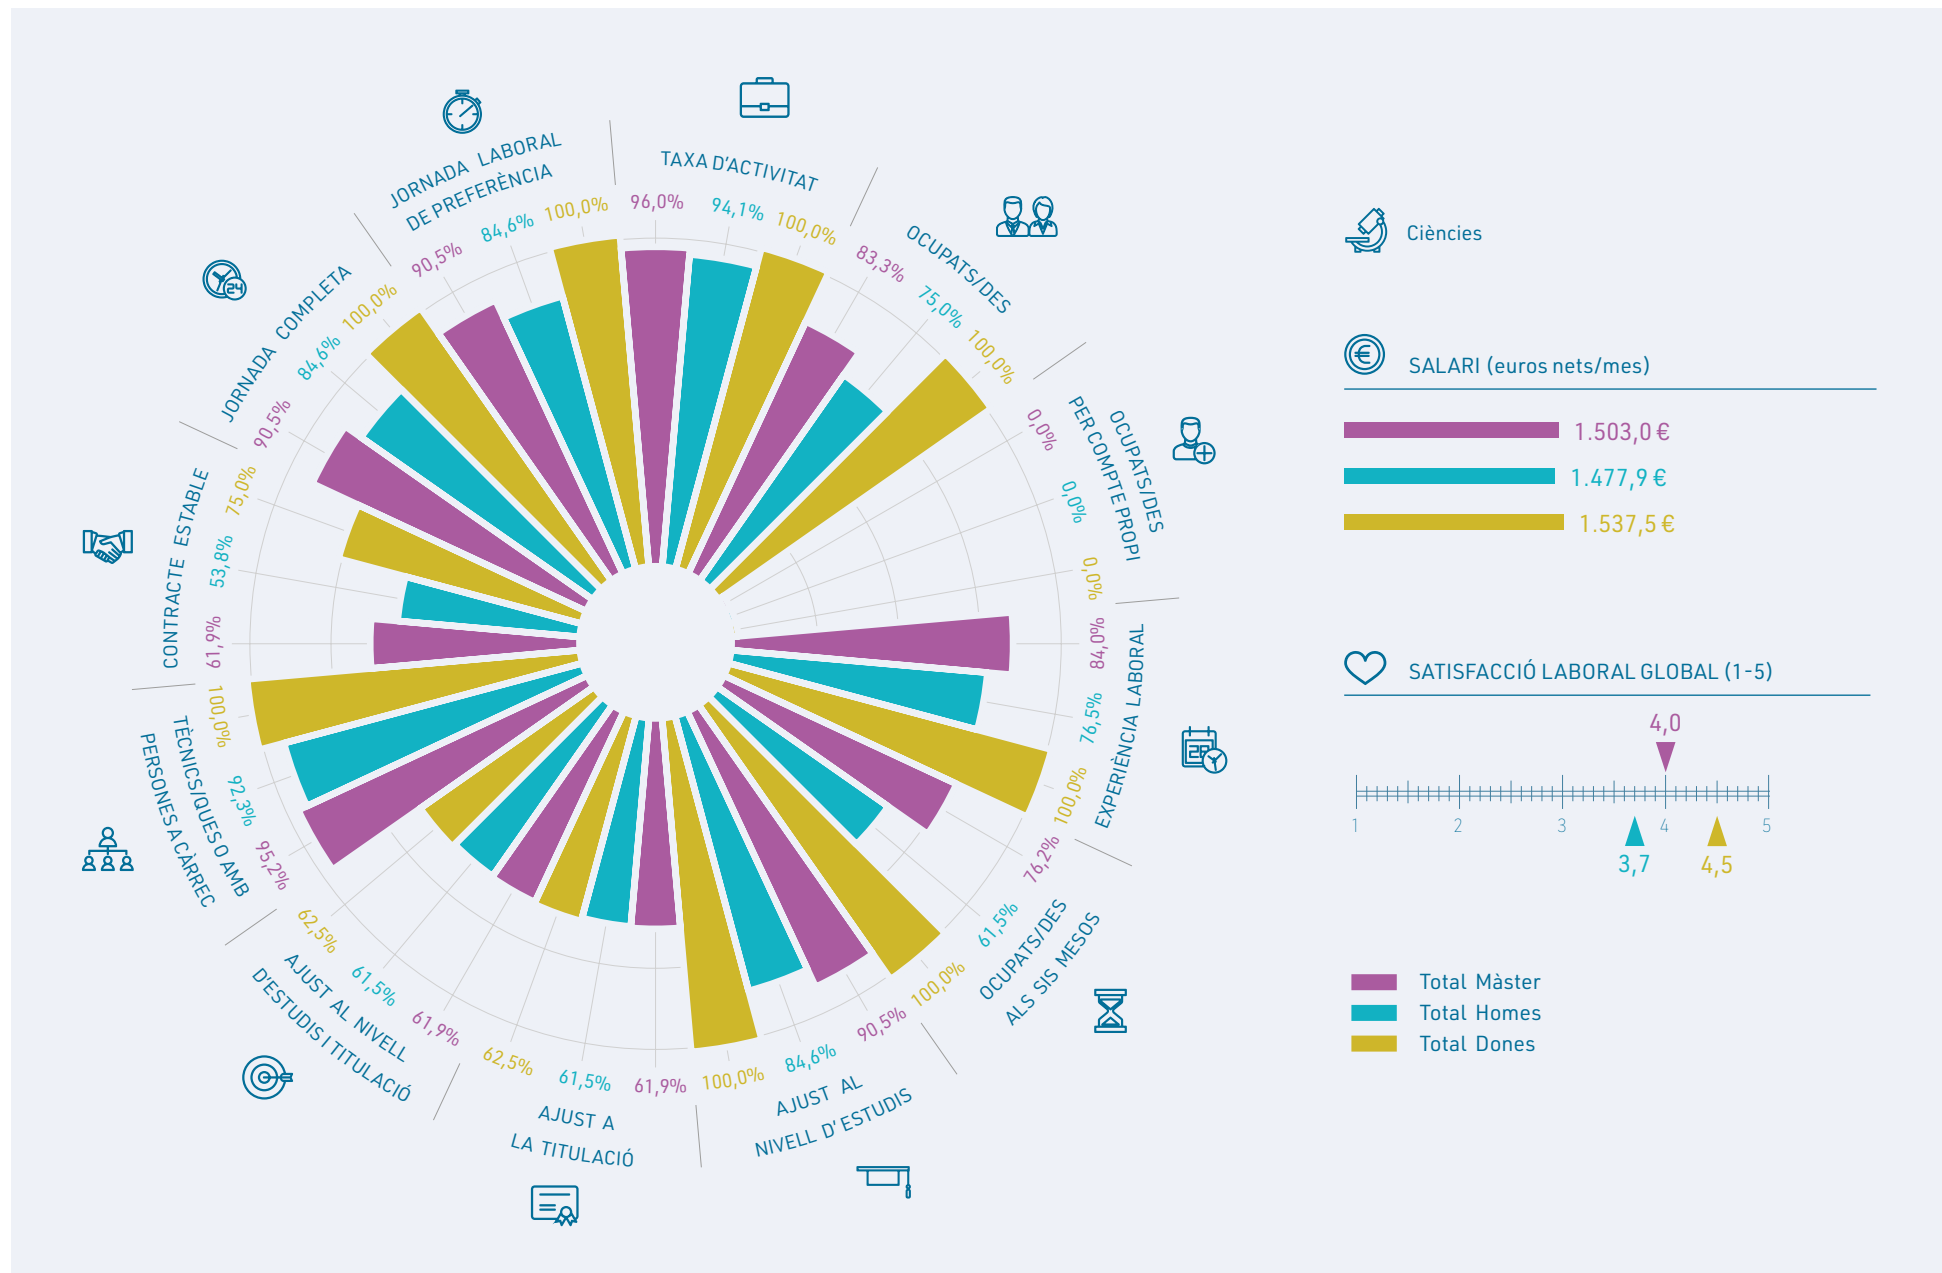 TAXA D'ACTIVITAT
96,0%
94,1%
100,0%
OCUPATS/DES
83,3%
75,0%
100,0%
OCUPATS/DES
PER COMPTE PROPI
0,0%
0,0%
0,0%
EXPERIÈNCIA LABORAL
84,0%
76,5%
100,0%
OCUPATS/DES
ALS SIS MESOS
76,2%
61,5%
100,0%
AJUST AL
NIVELL D'ESTUDIS
90,5%
84,6%
100,0%
AJUST A
LA TITULACIÓ
61,9%
61,5%
62,5%
AJUST AL NIVELL
D'ESTUDIS I TITULACIÓ
61,9%
61,5%
62,5%
TÈCNICS/QUES O AMB
PERSONES A CÀRREC
95,2%
92,3%
100,0%
CONTRACTE ESTABLE
61,9%
53,8%
75,0%
JORNADA COMPLETA
90,5%
84,6%
100,0%
JORNADA LABORAL
DE PREFERÈNCIA
90,5%
84,6%
100,0%
24
28
Ciències
SALARI (euros nets/mes)
1.503,0 €
1.477,9 €
1.537,5 €
SATISFACCIÓ LABORAL GLOBAL (1-5)
4,0
1 2 3 4 5
3,7 4,5
Total Màster
Total Homes
Total Dones